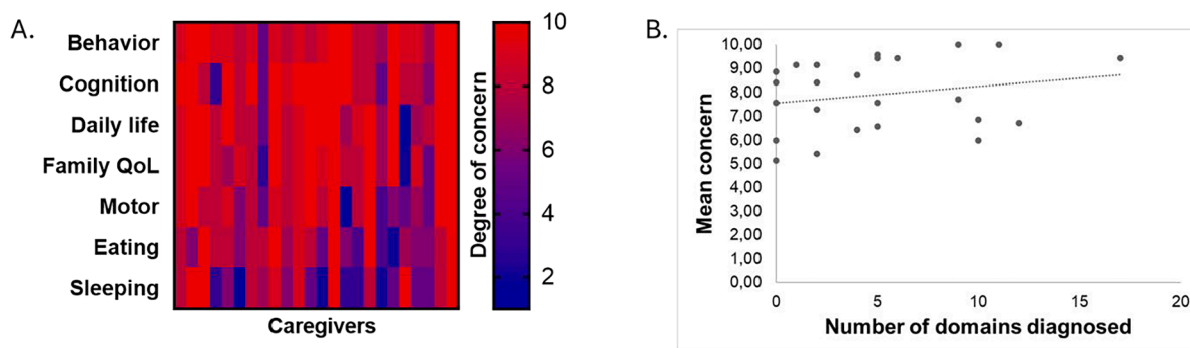 A.
Behavior
Cognition
Daily life
Family QoL
Motor
Eating
Sleeping
Caregivers
Degree of concern
10
8
6
4
2
B.
Mean concern
10,00
9,00
8,00
7,00
6,00
5,00
4,00
3,00
2,00
1,00
0,00
0 5 10 15 20
Number of domains diagnosed